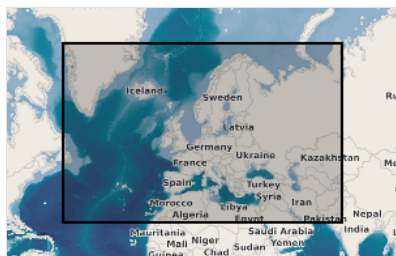 Iceland
Sweden
Latvia
Germany
Ukraine
France
Kazakhstan
Spain
Turkey
Syria
Morocco
Iran
Libya
Algeria
Egypt
Pakistan
Nepal
Mauritania
Saudi Arabia
India
Mali
Niger
Sudan
Yemen
Chad